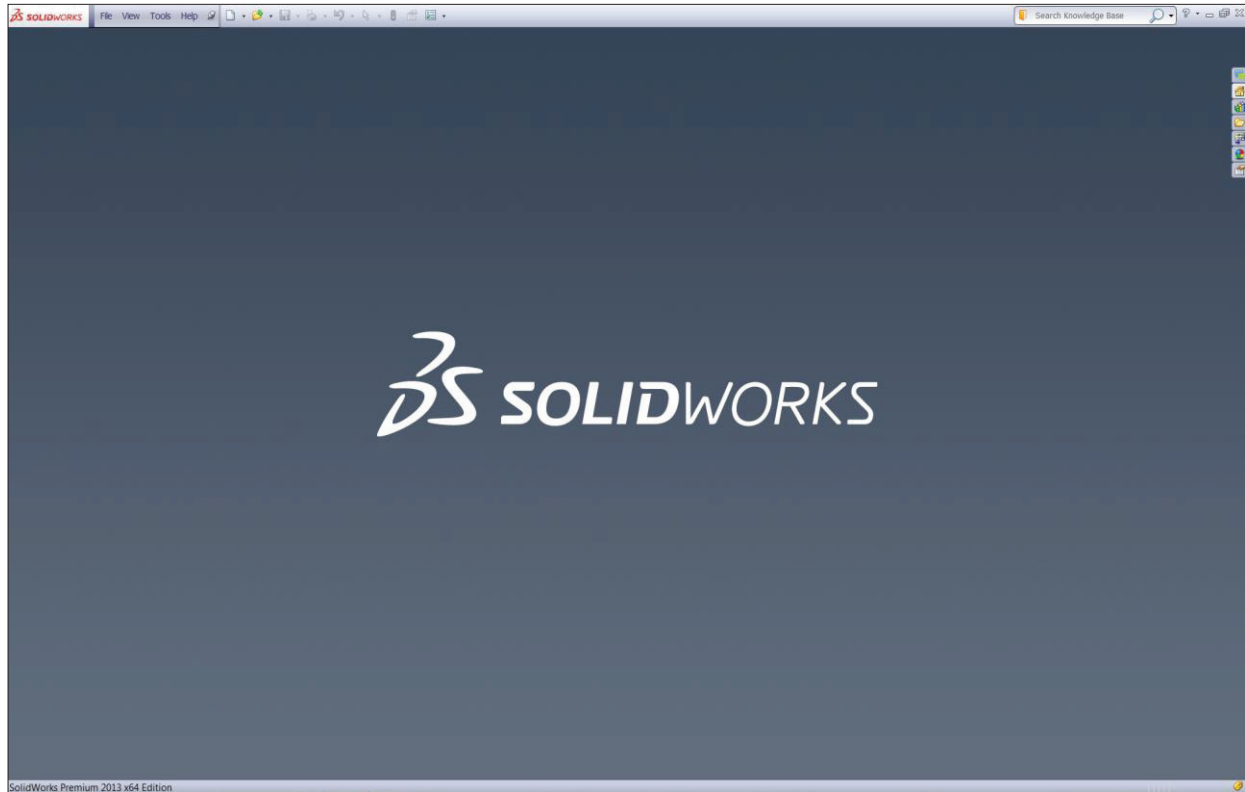 SOLIDWORKS File View Tools Help Search Knowledge Base
SOLIDWORKS
SolidWorks Premium 2013 x64 Edition